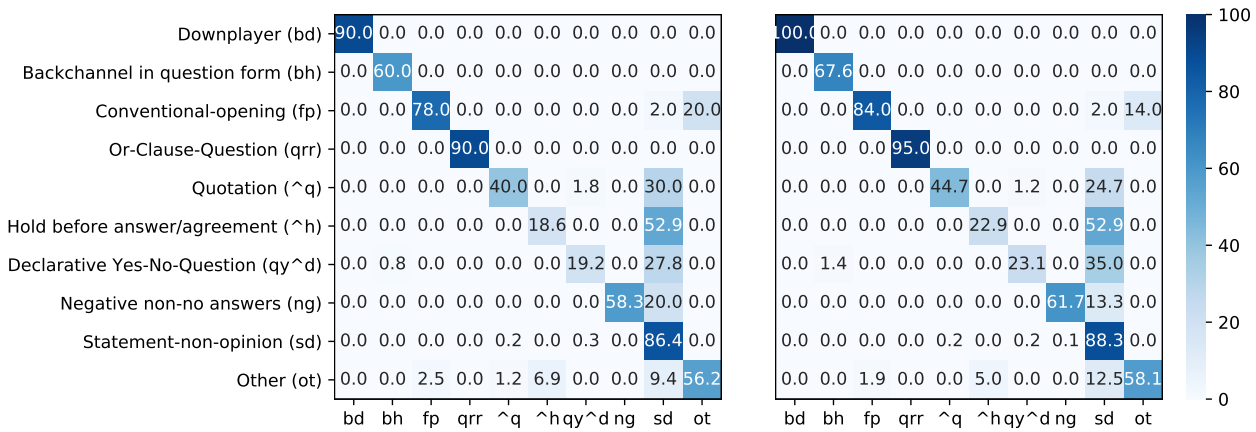 Downplayer (bd) 90.0 0.0 0.0 0.0 0.0 0.0 0.0 0.0 0.0 0.0 100.0 0.0 0.0 0.0 0.0 0.0 0.0 0.0 0.0 0.0 100
Backchannel in question form (bh) 0.0 60.0 0.0 0.0 0.0 0.0 0.0 0.0 0.0 0.0 0.0 67.6 0.0 0.0 0.0 0.0 0.0 0.0 0.0 0.0
Conventional-opening (fp) 0.0 0.0 78.0 0.0 0.0 0.0 0.0 0.0 2.0 20.0 0.0 0.0 84.0 0.0 0.0 0.0 0.0 0.0 2.0 14.0 80
Or-Clause-Question (qrr) 0.0 0.0 0.0 90.0 0.0 0.0 0.0 0.0 0.0 0.0 0.0 0.0 0.0 95.0 0.0 0.0 0.0 0.0 0.0 0.0
Quotation (^q) 0.0 0.0 0.0 0.0 40.0 0.0 1.8 0.0 30.0 0.0 0.0 0.0 0.0 0.0 44.7 0.0 1.2 0.0 24.7 0.0 60
Hold before answer/agreement (^h) 0.0 0.0 0.0 0.0 0.0 18.6 0.0 0.0 52.9 0.0 0.0 0.0 0.0 0.0 0.0 22.9 0.0 0.0 52.9 0.0 40
Declarative Yes-No-Question (qy^d) 0.0 0.8 0.0 0.0 0.0 0.0 19.2 0.0 27.8 0.0 0.0 1.4 0.0 0.0 0.0 0.0 23.1 0.0 35.0 0.0
Negative non-no answers (ng) 0.0 0.0 0.0 0.0 0.0 0.0 0.0 58.3 20.0 0.0 0.0 0.0 0.0 0.0 0.0 0.0 0.0 61.7 13.3 0.0 20
Statement-non-opinion (sd) 0.0 0.0 0.0 0.0 0.2 0.0 0.3 0.0 86.4 0.0 0.0 0.0 0.0 0.0 0.2 0.0 0.2 0.1 88.3 0.0
Other (ot) 0.0 0.0 2.5 0.0 1.2 6.9 0.0 0.0 9.4 56.2 0.0 0.0 1.9 0.0 0.0 5.0 0.0 0.0 12.5 58.1 0
bd bh fp qrr ^q ^h qy^d ng sd ot bd bh fp qrr ^q ^h qy^d ng sd ot